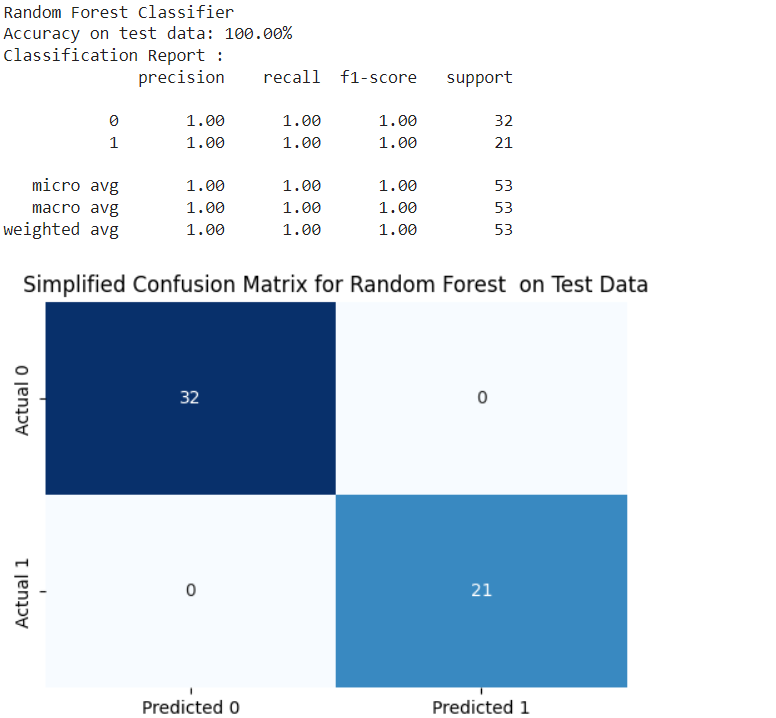 Random Forest Classifier
Accuracy on test data: 100.00%
Classification Report :
precision recall f1-score support
0 1.00 1.00 1.00 32
1 1.00 1.00 1.00 21
micro avg 1.00 1.00 1.00 53
macro avg 1.00 1.00 1.00 53
weighted avg 1.00 1.00 1.00 53
Simplified Confusion Matrix for Random Forest  on Test Data
Actual 0
32 0
Actual 1
0 21
Predicted 0 Predicted 1